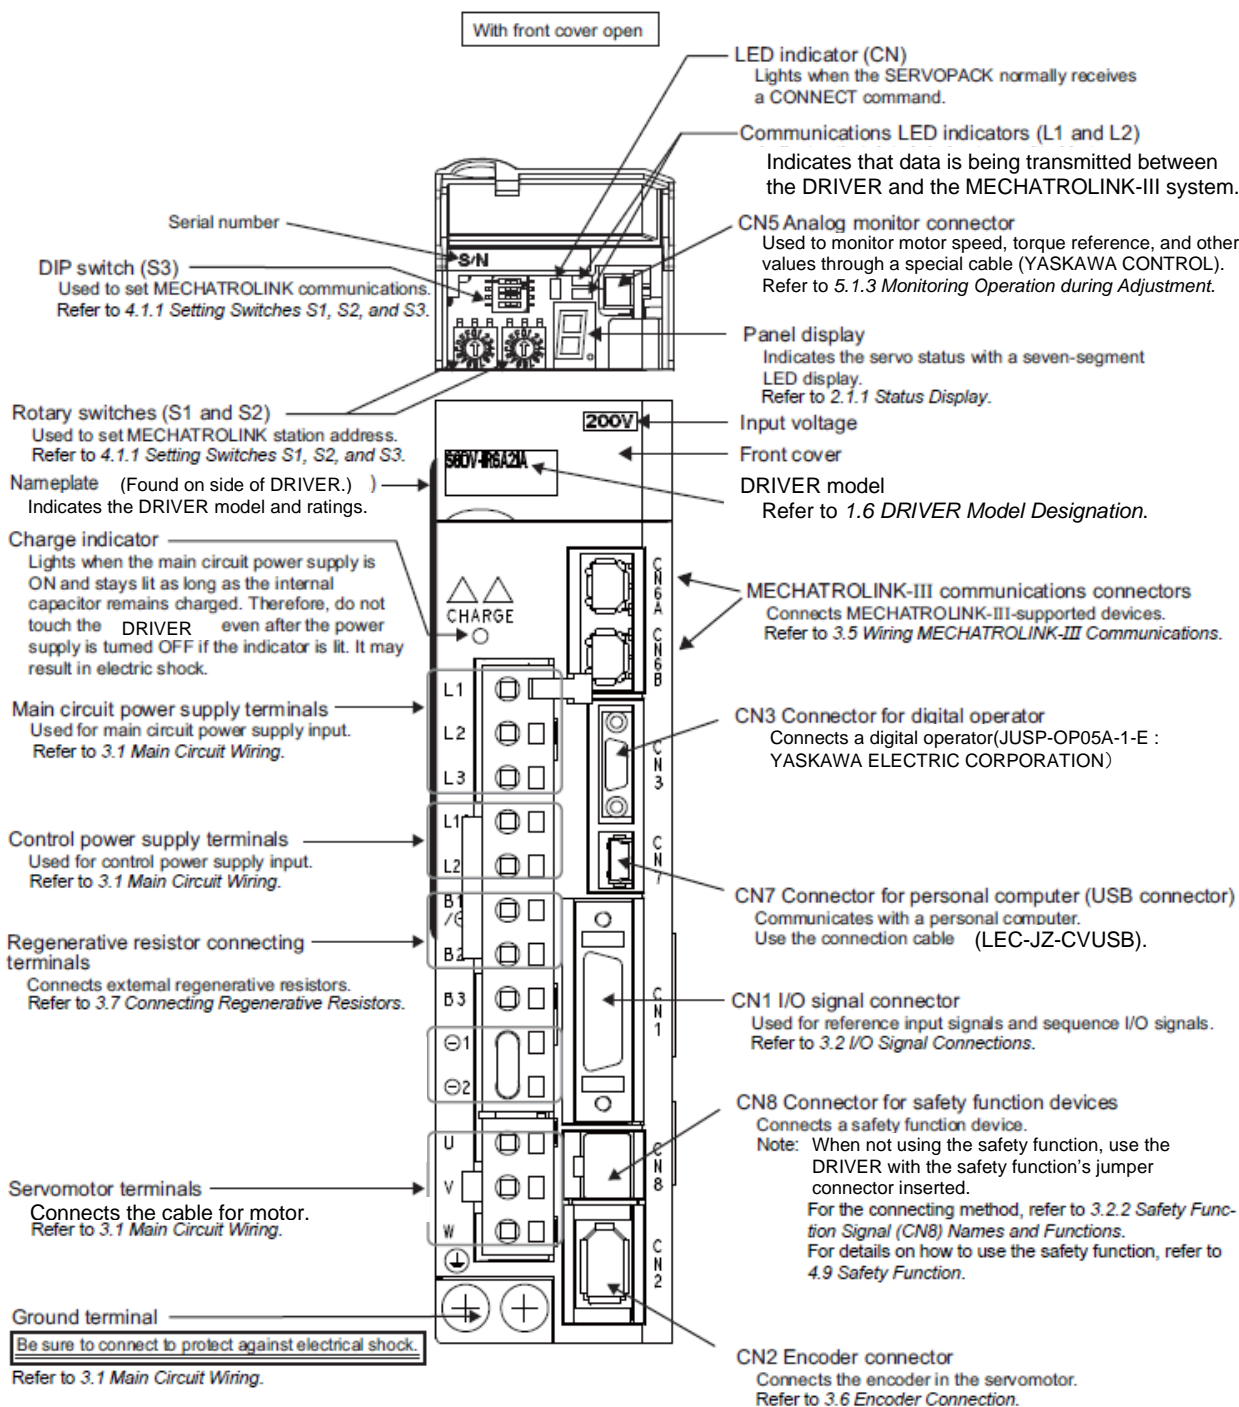 With front cover open
LED indicator (CN)
Lights when the SERVOPACK normally receives
a CONNECT command.
Communications LED indicators (L1 and L2)
Indicates that data is being transmitted between
the DRIVER and the MECHATROLINK-III system.
CN5 Analog monitor connector
Used to monitor motor speed, torque reference, and other
values through a special cable (YASKAWA CONTROL).
Refer to 5.1.3 Monitoring Operation during Adjustment.
Panel display
Indicates the servo status with a seven-segment
LED display.
Refer to 2.1.1 Status Display.
Input voltage
Front cover
DRIVER model
Refer to 1.6 DRIVER Model Designation.
MECHATROLINK-III communications connectors
Connects MECHATROLINK-III-supported devices.
Refer to 3.5 Wiring MECHATROLINK-III Communications.
CN3 Connector for digital operator
Connects a digital operator(JUSP-OP05A-1-E :
YASKAWA ELECTRIC CORPORATION)
CN7 Connector for personal computer (USB connector)
Communicates with a personal computer.
Use the connection cable (LEC-JZ-CVUSB).
CN1 I/O signal connector
Used for reference input signals and sequence I/O signals.
Refer to 3.2 I/O Signal Connections.
CN8 Connector for safety function devices
Connects a safety function device.
Note: When not using the safety function, use the
DRIVER with the safety function's jumper
connector inserted.
For the connecting method, refer to 3.2.2 Safety Func-
tion Signal (CN8) Names and Functions.
For details on how to use the safety function, refer to
4.9 Safety Function.
CN2 Encoder connector
Connects the encoder in the servomotor.
Refer to 3.6 Encoder Connection.
Serial number
DIP switch (S3)
Used to set MECHATROLINK communications.
Refer to 4.1.1 Setting Switches S1, S2, and S3.
Rotary switches (S1 and S2)
Used to set MECHATROLINK station address.
Refer to 4.1.1 Setting Switches S1, S2, and S3.
Nameplate (Found on side of DRIVER.) )
Indicates the DRIVER model and ratings.
Charge indicator
Lights when the main circuit power supply is
ON and stays lit as long as the internal
capacitor remains charged. Therefore, do not
touch the DRIVER even after the power
supply is turned OFF if the indicator is lit. It may
result in electric shock.
Main circuit power supply terminals
Used for main circuit power supply input.
Refer to 3.1 Main Circuit Wiring.
Control power supply terminals
Used for control power supply input.
Refer to 3.1 Main Circuit Wiring.
Regenerative resistor connecting
terminals
Connects external regenerative resistors.
Refer to 3.7 Connecting Regenerative Resistors.
Servomotor terminals
Connects the cable for motor.
Refer to 3.1 Main Circuit Wiring.
Ground terminal
Be sure to connect to protect against electrical shock.
Refer to 3.1 Main Circuit Wiring.
S/N
200V
CHARGE
L1
L2
L3
L1
L2
B1
/⊖
B2
B3
⊖1
⊖2
U
V
W
CN6A
CN6B
CN3
CN7
CN1
CN8
CN2